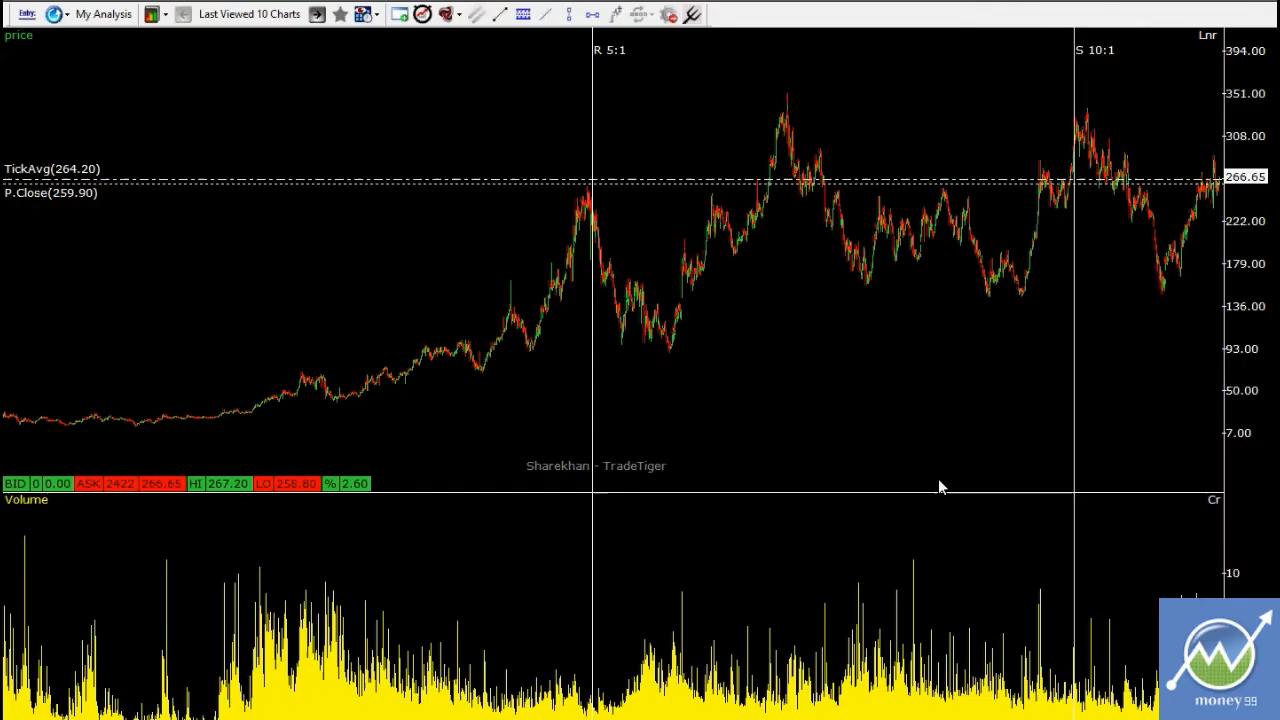 Entry: My Analysis Last Viewed 10 Charts
price
Lnr
R 5:1
S 10:1
394.00
351.00
308.00
TickAvg(264.20)
266.65
P.Close(259.90)
222.00
179.00
136.00
93.00
50.00
7.00
Sharekhan - TradeTiger
BID 0 0.00 ASK 2422 266.65 HI 267.20 LO 258.80 % 2.60
Volume
Cr
10
money 99